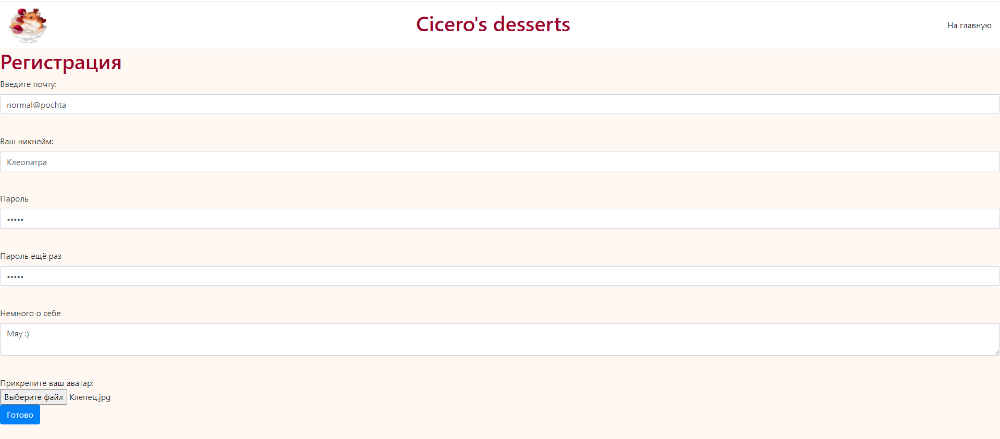 Cicero's desserts
На главную
Регистрация
Введите почту:
normal@pochta
Ваш никнейм:
Клеопатра
Пароль
•••••
Пароль ещё раз
•••••
Немного о себе
Мяу :)
Прикрепите ваш аватар:
Выберите файл Клепец.jpg
Готово